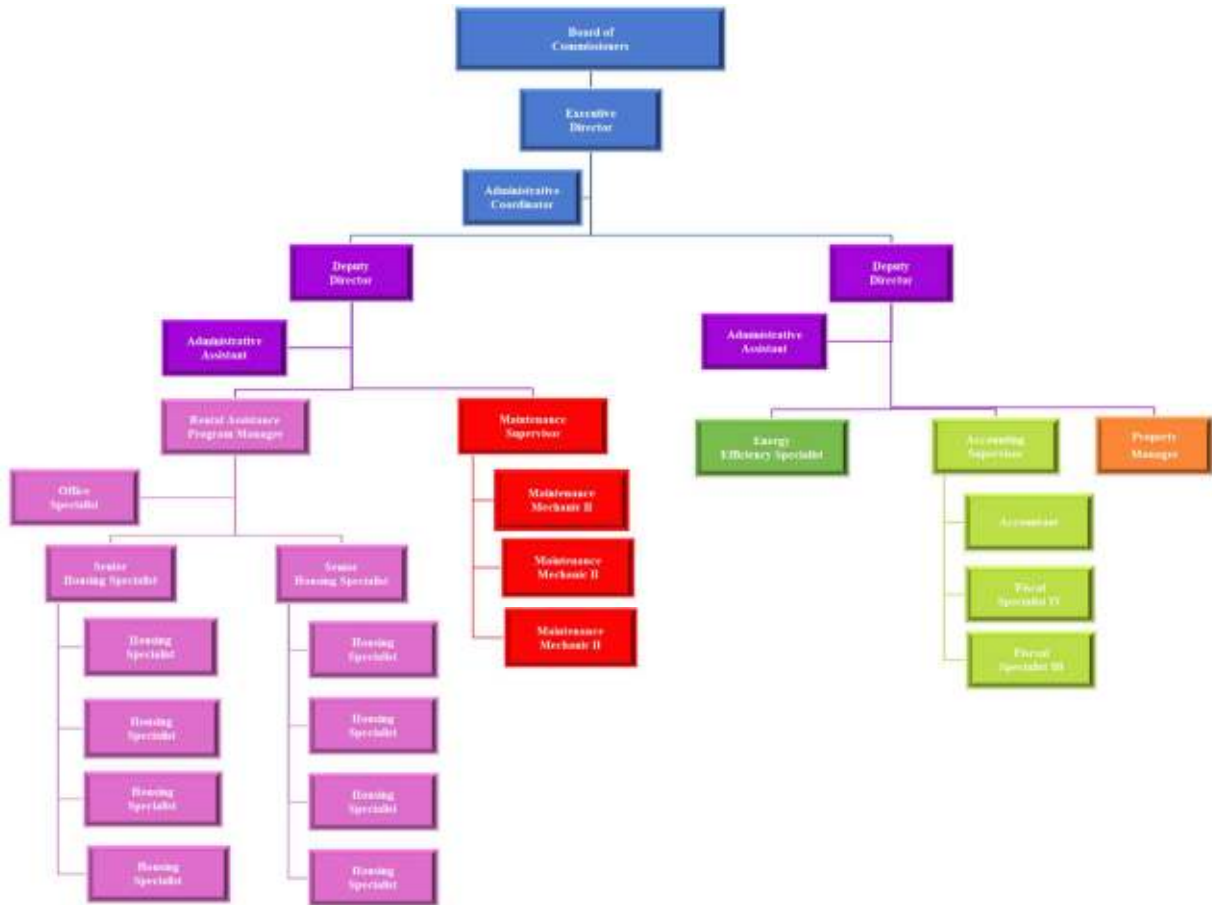 Board of
Commissioners
Executive
Director
Administrative
Coordinator
Deputy
Director
Deputy
Director
Administrative
Assistant
Administrative
Assistant
Rental Assistance
Program Manager
Maintenance
Supervisor
Energy
Efficiency Specialist
Accounting
Supervisor
Property
Manager
Office
Specialist
Maintenance
Mechanic II
Accountant
Senior
Housing Specialist
Senior
Housing Specialist
Maintenance
Mechanic II
Fiscal
Specialist IV
Housing
Specialist
Housing
Specialist
Maintenance
Mechanic II
Fiscal
Specialist III
Housing
Specialist
Housing
Specialist
Housing
Specialist
Housing
Specialist
Housing
Specialist
Housing
Specialist